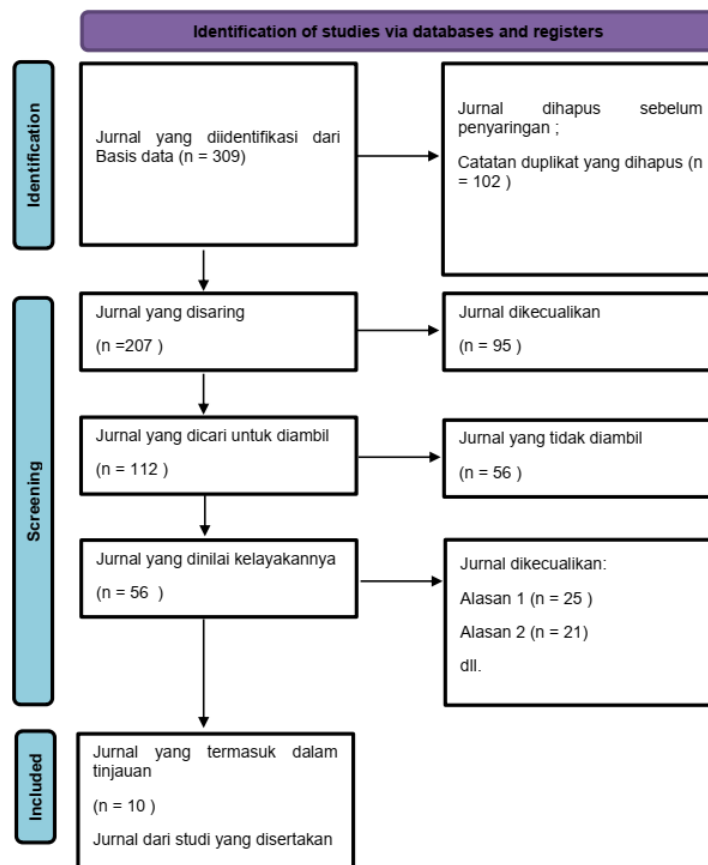 Identification of studies via databases and registers
Identification
Jurnal yang diidentifikasi dari
Basis data (n = 309)
Jurnal dihapus sebelum
penyaringan ;
Catatan duplikat yang dihapus (n
= 102 )
Screening
Jurnal yang disaring
(n =207 )
Jurnal dikecualikan
(n = 95 )
Jurnal yang dicari untuk diambil
(n = 112 )
Jurnal yang tidak diambil
(n = 56 )
Jurnal yang dinilai kelayakannya
(n = 56 )
Jurnal dikecualikan:
Alasan 1 (n = 25 )
Alasan 2 (n = 21)
dll.
Included
Jurnal yang termasuk dalam
tinjauan
(n = 10 )
Jurnal dari studi yang disertakan